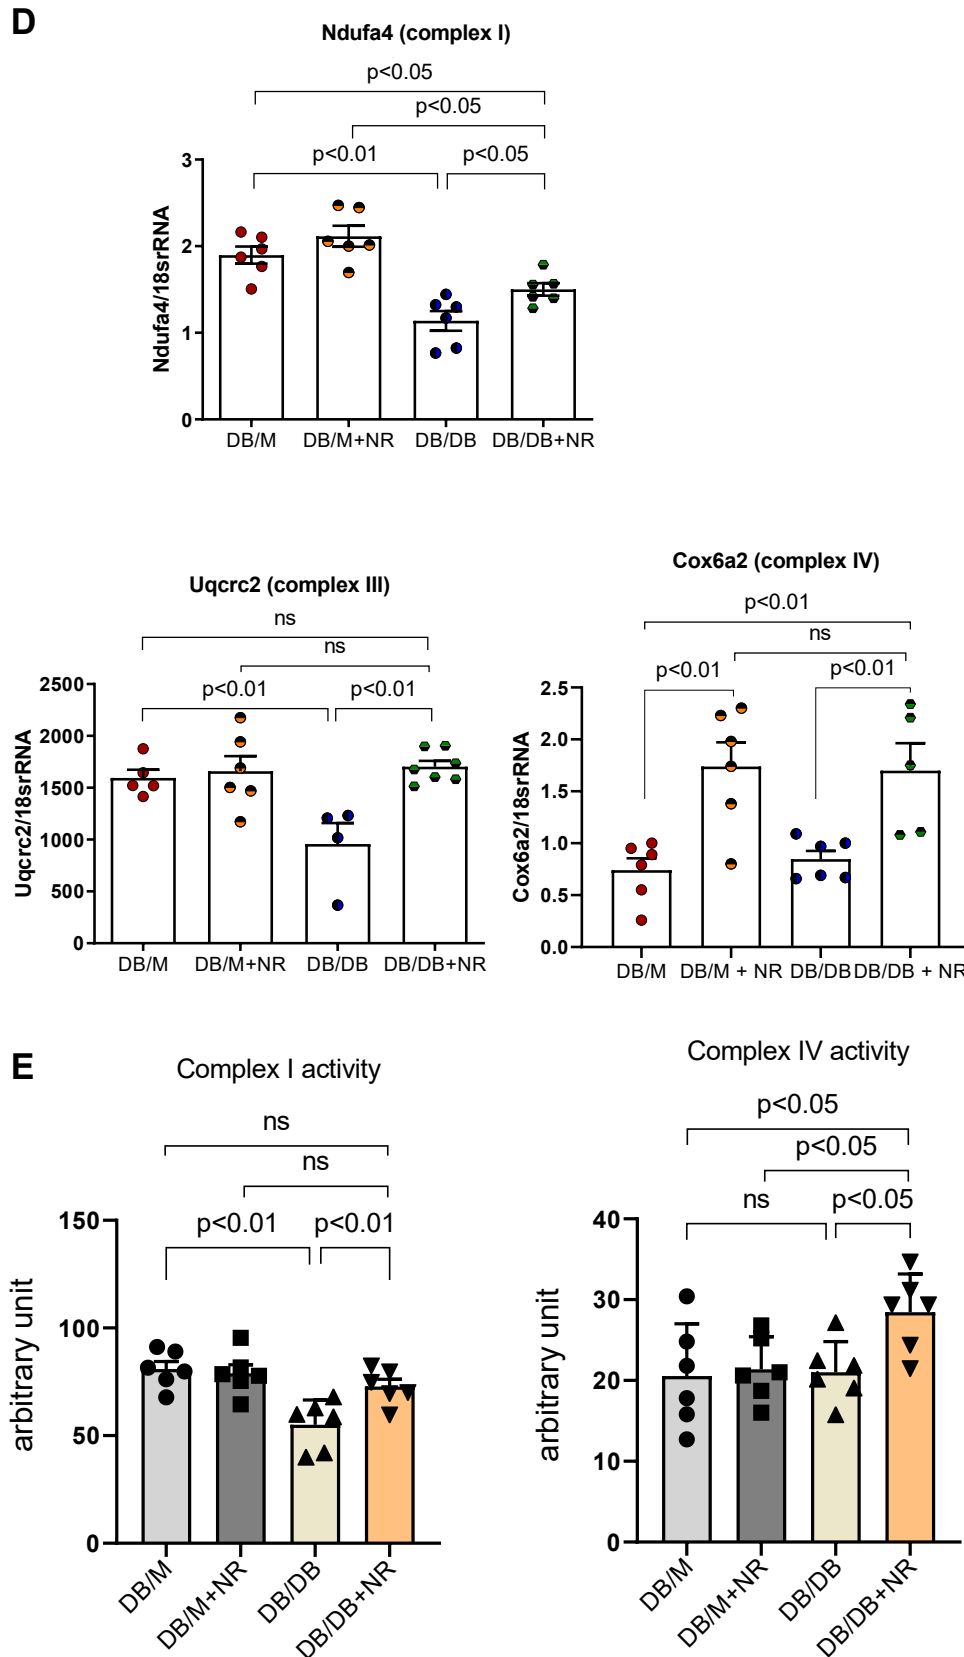 D
Ndufa4 (complex I)
p<0.05
p<0.05
p<0.01
p<0.05
3
2
1
0
Ndufa4/18srRNA
DB/M
DB/M+NR
DB/DB
DB/DB+NR
Uqcrc2 (complex III)
ns
ns
p<0.01
p<0.01
2500
2000
1500
1000
500
0
Uqcrc2/18srRNA
DB/M
DB/M+NR
DB/DB
DB/DB+NR
Cox6a2 (complex IV)
p<0.01
ns
p<0.01
p<0.01
2.5
2.0
1.5
1.0
0.5
0.0
Cox6a2/18srRNA
DB/M
DB/M + NR
DB/DB
DB/DB + NR
E
Complex I activity
ns
ns
p<0.01
p<0.01
150
100
50
0
arbitrary unit
DB/M
DB/M+NR
DB/DB
DB/DB+NR
Complex IV activity
p<0.05
p<0.05
ns
p<0.05
40
30
20
10
0
arbitrary unit
DB/M
DB/M+NR
DB/DB
DB/DB+NR